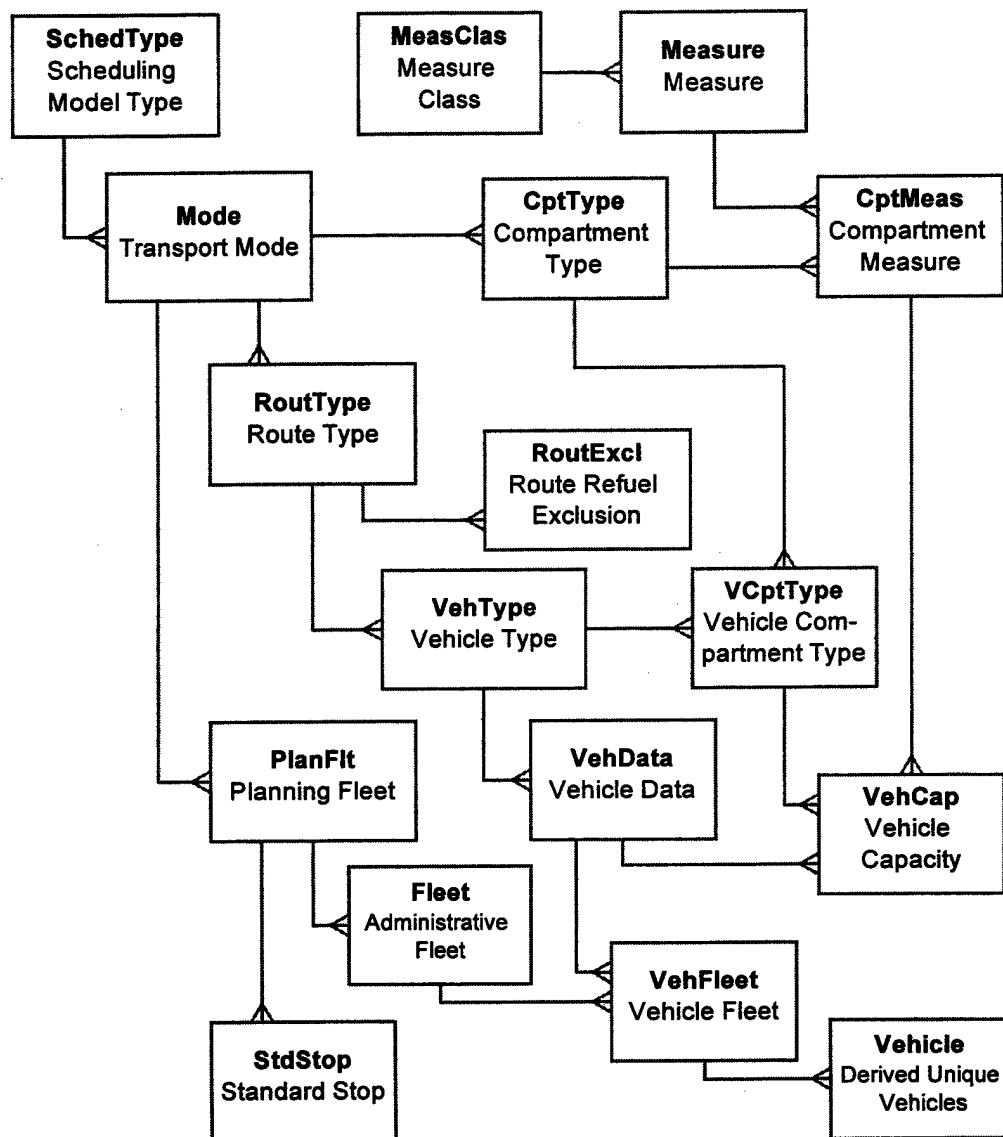 SchedType
Scheduling
Model Type
MeasClas
Measure
Class
Measure
Measure
Mode
Transport Mode
CptType
Compartment
Type
CptMeas
Compartment
Measure
RoutType
Route Type
RoutExcl
Route Refuel
Exclusion
VehType
Vehicle Type
VCptType
Vehicle Com-
partment Type
PlanFlt
Planning Fleet
VehData
Vehicle Data
VehCap
Vehicle
Capacity
Fleet
Administrative
Fleet
VehFleet
Vehicle Fleet
StdStop
Standard Stop
Vehicle
Derived Unique
Vehicles